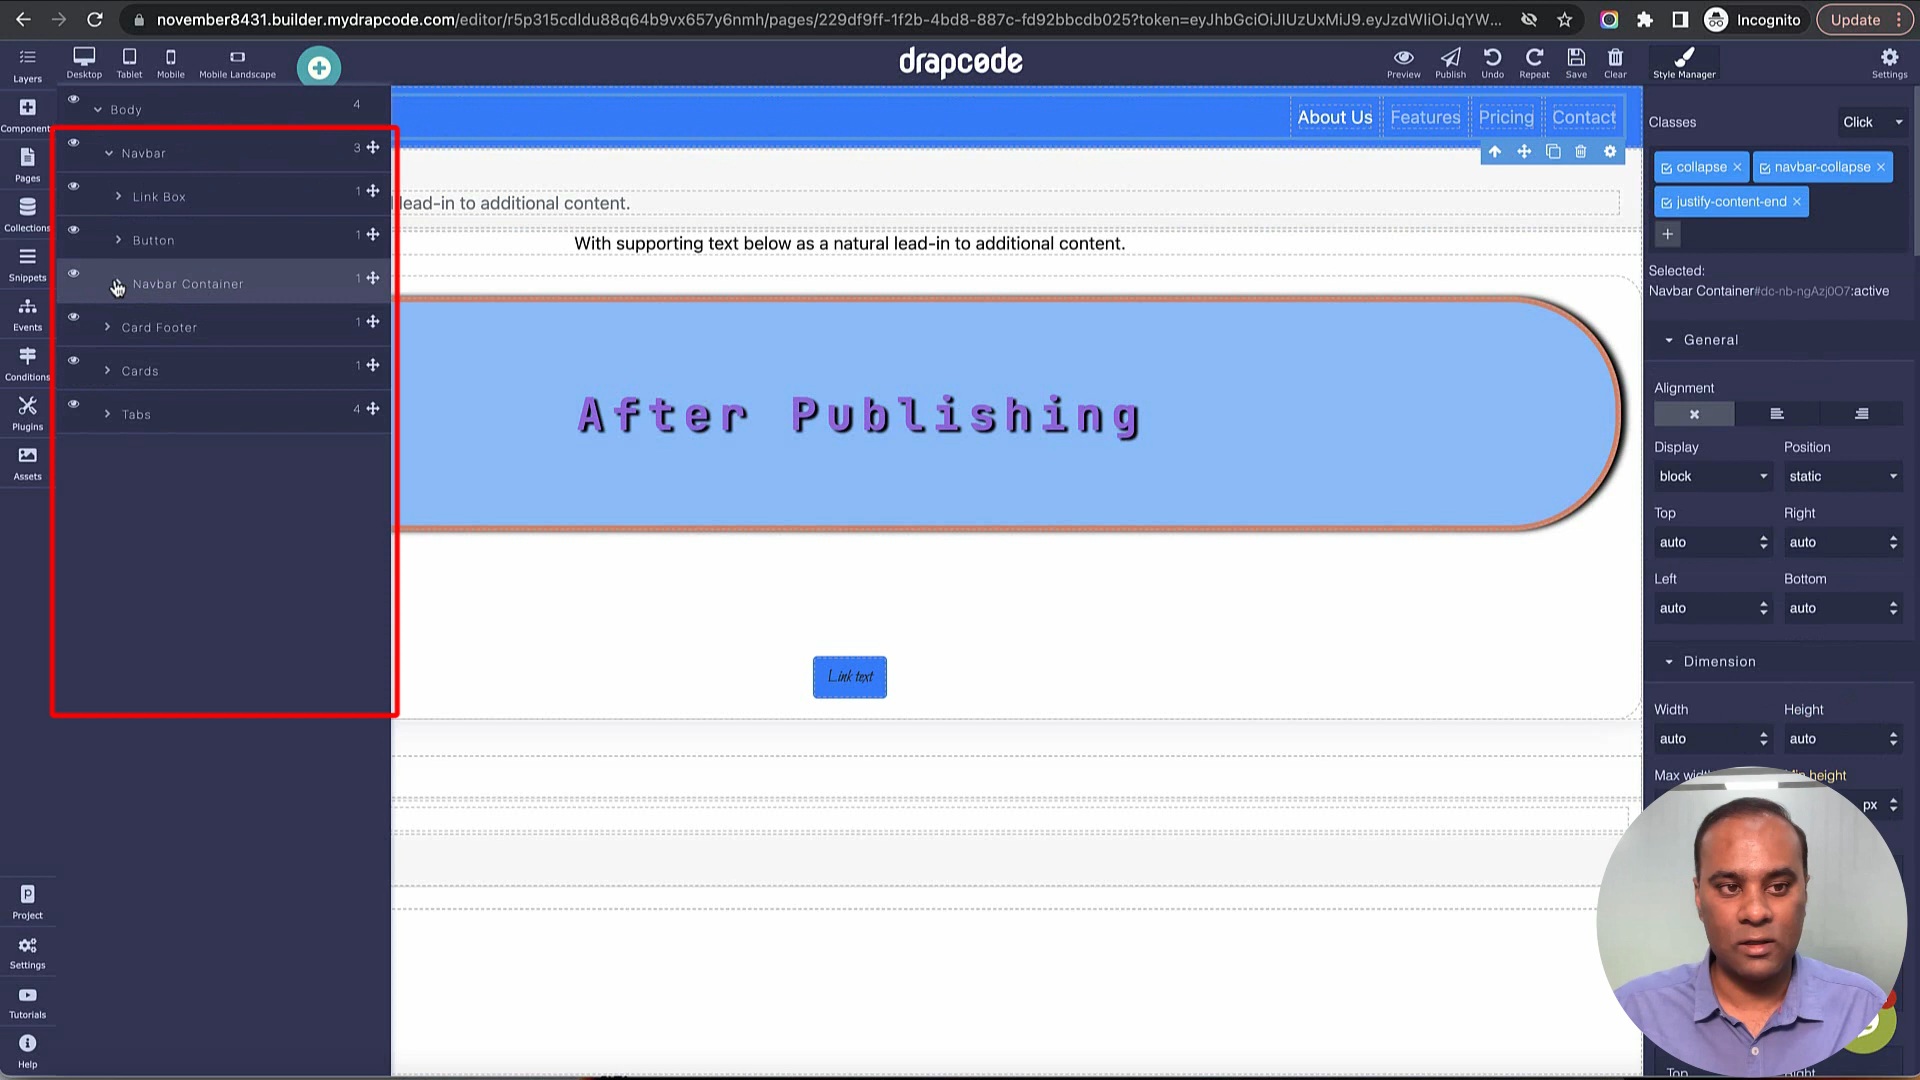 november8431.builder.mydrapcode.com/editor/r5p315cdldu88q64b9vx657y6nmh/pages/229df9ff-1f2b-4bd8-887c-fd92bbcdb025?token=eyJhbGciOiJIUzUxMiJ9.eyJzdWIiOiJqYW...
Incognito
Update
Layers
Desktop
Tablet
Mobile
Mobile Landscape
drapcode
Preview
Publish
Undo
Repeat
Save
Clear
Style Manager
Settings
Component
Pages
Collections
Snippets
Events
Conditions
Plugins
Assets
Project
Settings
Tutorials
Help
Body 4
Navbar 3
Link Box 1
Button 1
Navbar Container 1
Card Footer 1
Cards 1
Tabs 4
About Us
Features
Pricing
Contact
lead-in to additional content.
With supporting text below as a natural lead-in to additional content.
After Publishing
Link text
Classes
Click
collapse
navbar-collapse
justify-content-end
Selected:
Navbar Container#dc-nb-ngAzj0O7:active
General
Alignment
Display
Position
block
static
Top
Right
auto
auto
Left
Bottom
auto
auto
Dimension
Width
Height
auto
auto
height
px
Top
Right